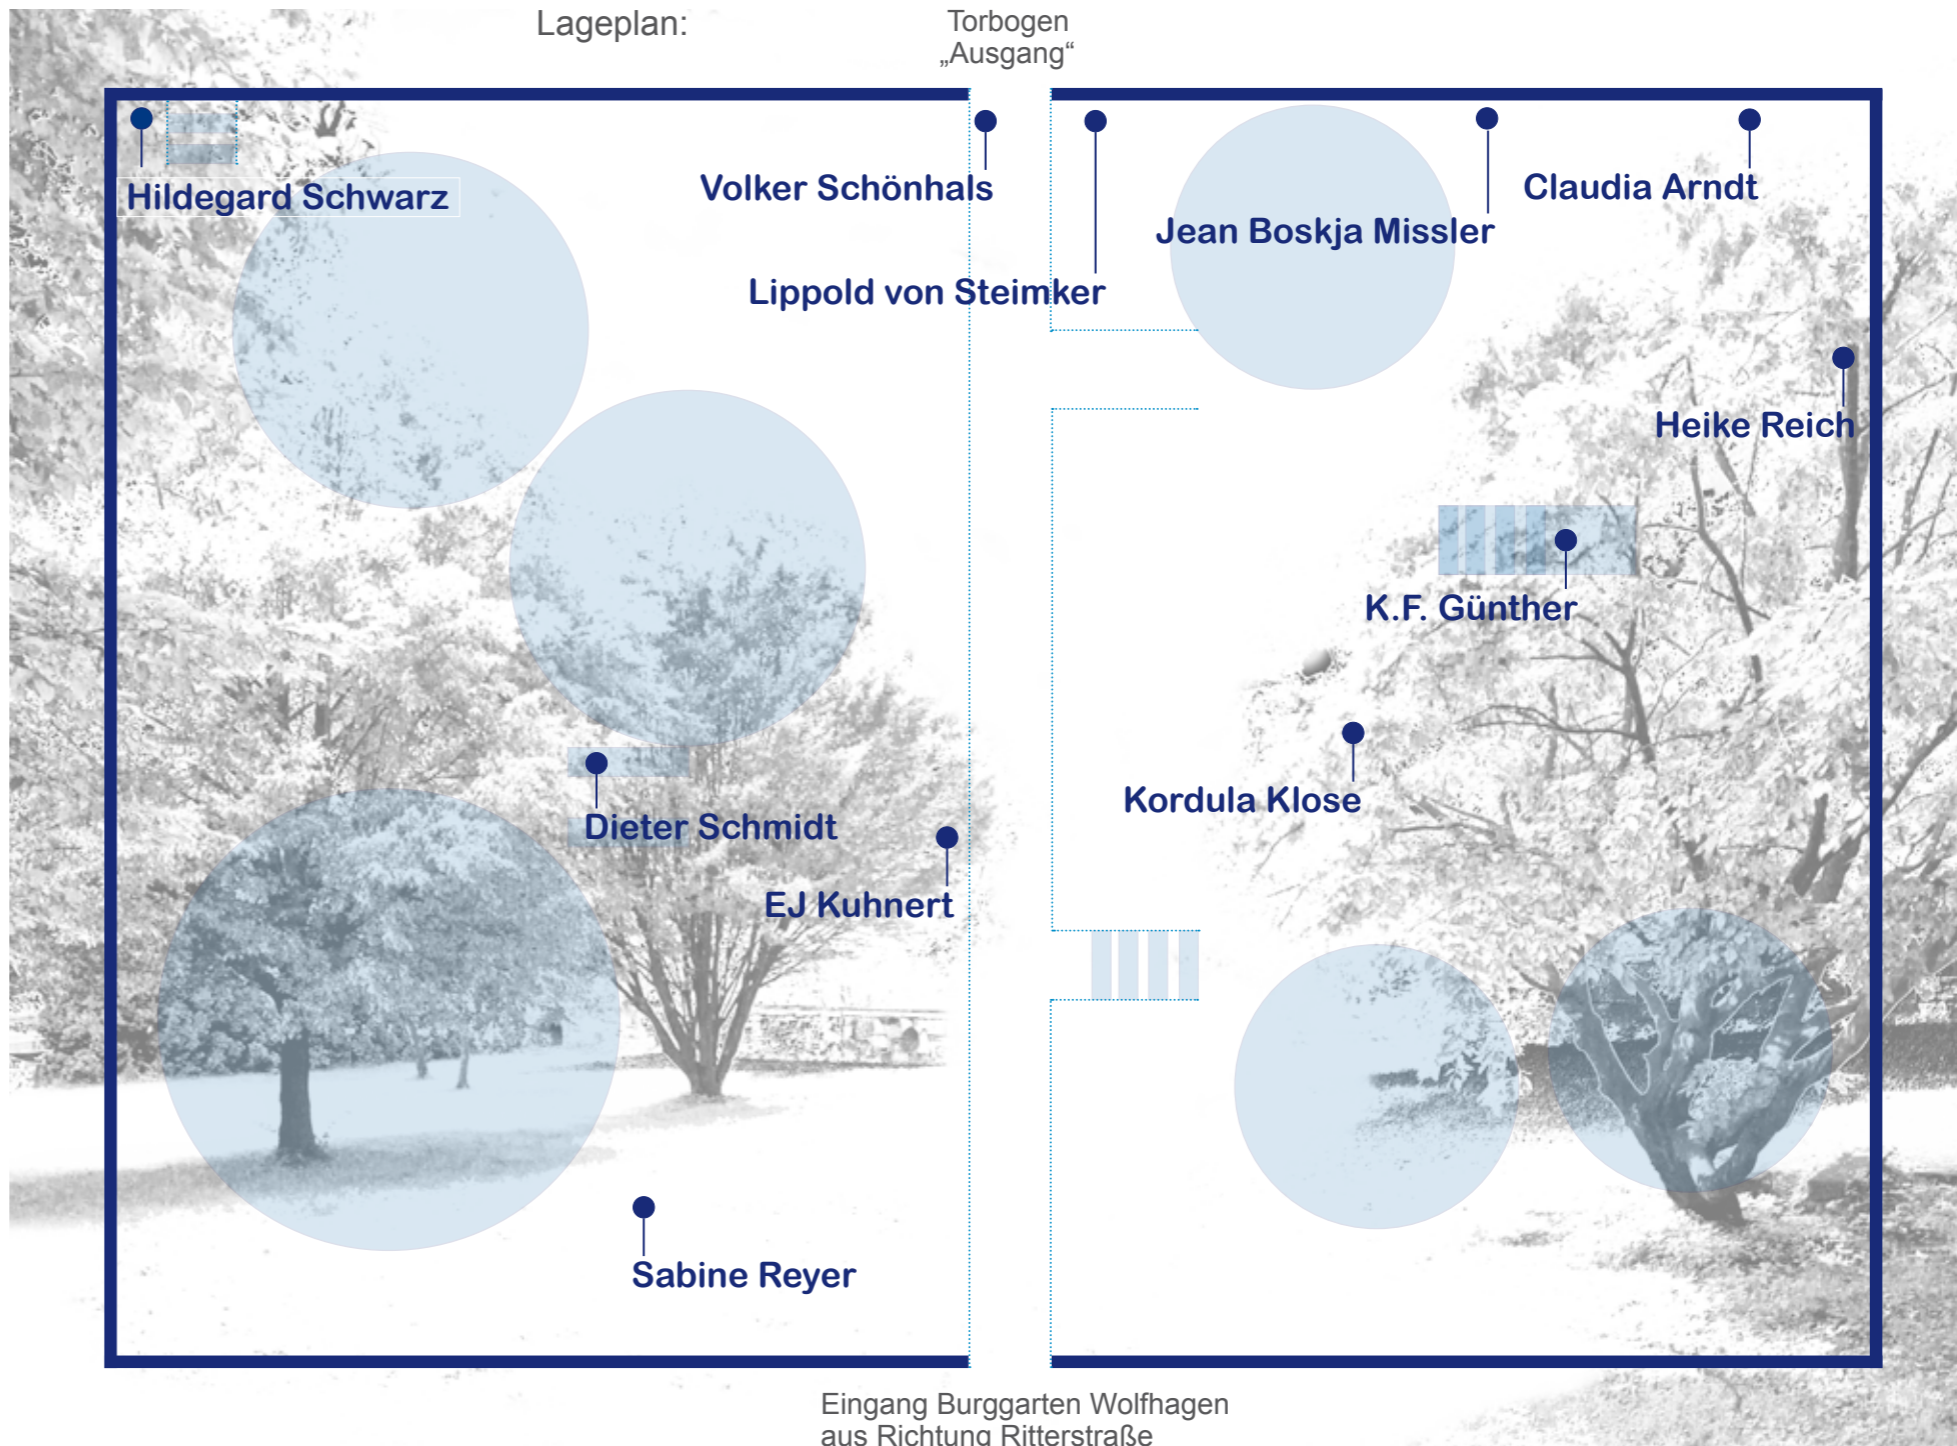 Lageplan:
Torbogen
„Ausgang“
Hildegard Schwarz
Volker Schönhals
Claudia Arndt
Jean Boskja Missler
Lippold von Steimker
Heike Reich
K.F. Günther
Kordula Klose
Dieter Schmidt
EJ Kuhnert
Sabine Reyer
Eingang Burggarten Wolfhagen
aus Richtung Ritterstraße